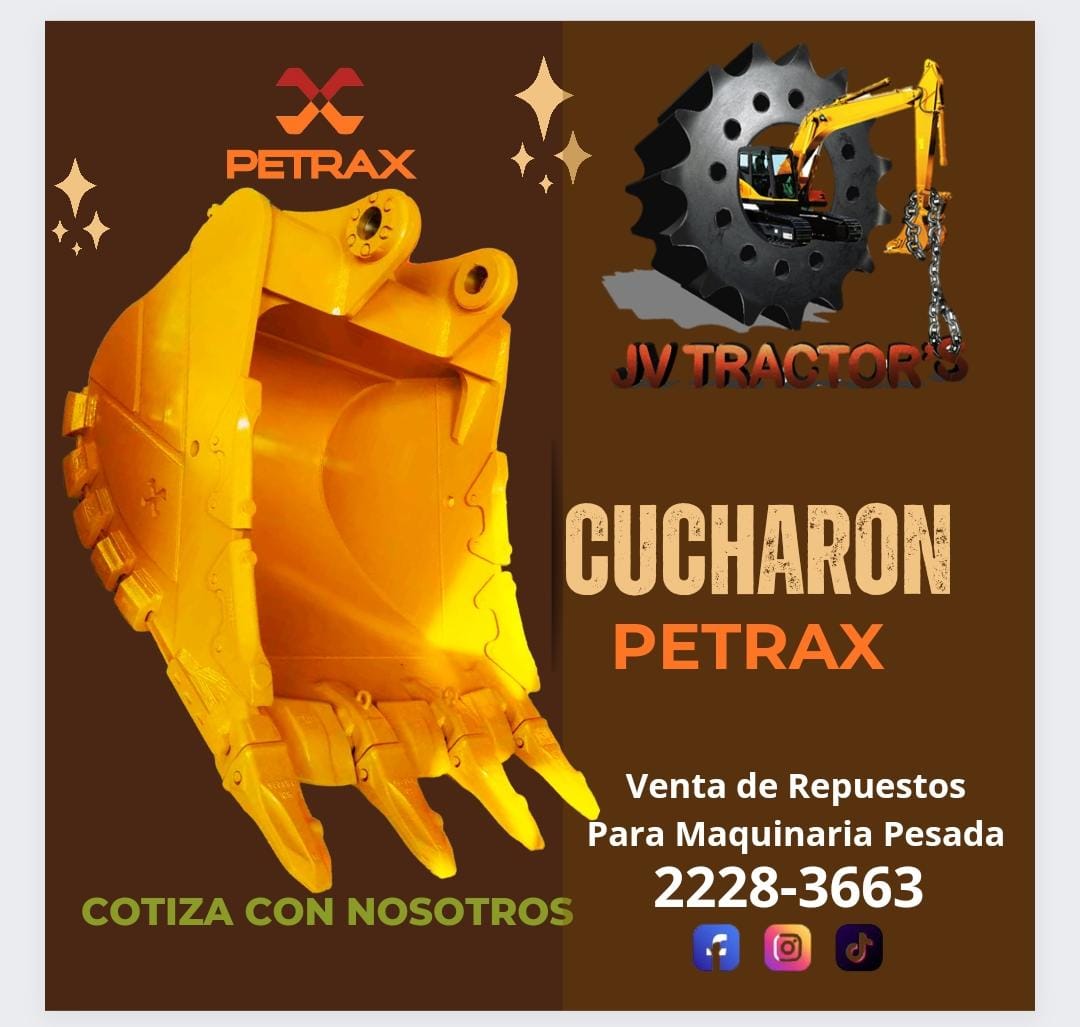 PETRAX
JV TRACTOR'S
CUCHARON
PETRAX
Venta de Repuestos
Para Maquinaria Pesada
2228-3663
COTIZA CON NOSOTROS